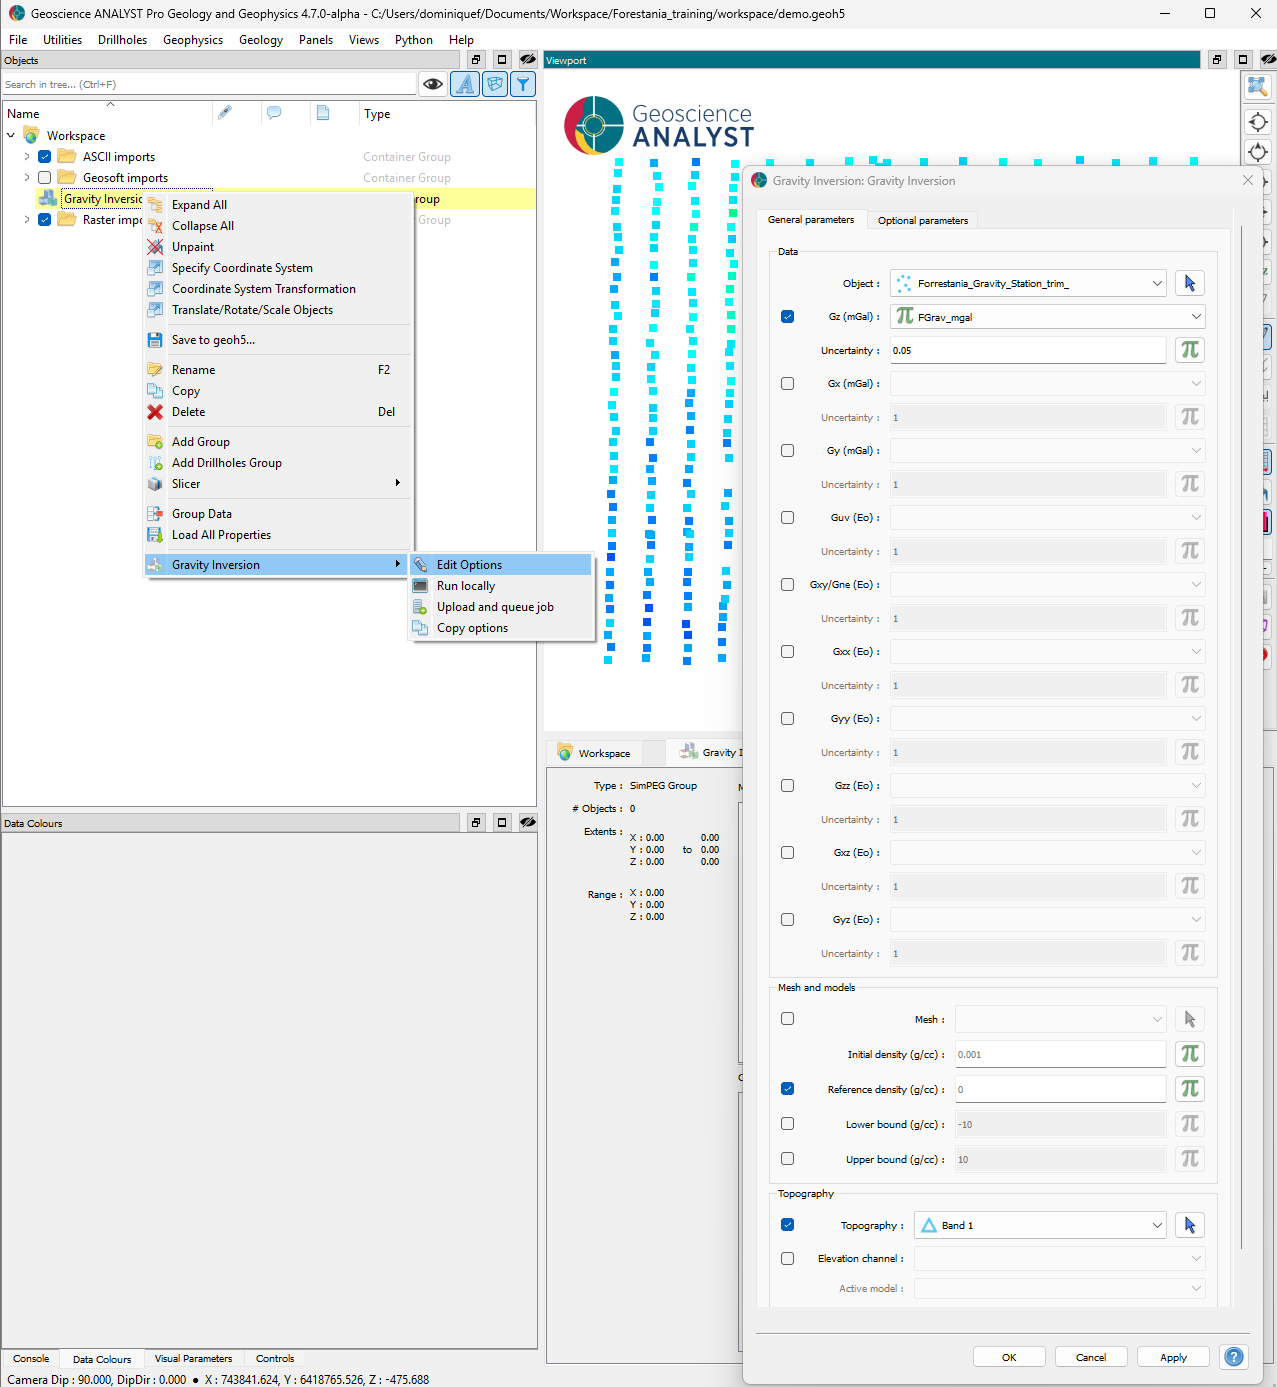 Geoscience ANALYST Pro Geology and Geophysics 4.7.0-alpha - C:/Users/dominiquef/Documents/Workspace/Forestania_training/workspace/demo.geoh5
File Utilities Drillholes Geophysics Geology Panels Views Python Help
Objects
Search in tree... (Ctrl+F)
Name Type
Workspace
ASCII imports Container Group
Geosoft imports Container Group
Gravity Inversio roup
Raster impo Group
Expand All
Collapse All
Unpaint
Specify Coordinate System
Coordinate System Transformation
Translate/Rotate/Scale Objects
Save to geoh5...
Rename F2
Copy
Delete Del
Add Group
Add Drillholes Group
Slicer
Group Data
Load All Properties
Gravity Inversion
Edit Options
Run locally
Upload and queue job
Copy options
Data Colours
Console Data Colours Visual Parameters Controls
Camera Dip : 90.000, DipDir : 0.000 ● X : 743841.624, Y : 6418765.526, Z : -475.688
Viewport
Geoscience
ANALYST
Workspace Gravity I
Type : SimPEG Group
# Objects : 0
Extents :
X : 0.00 0.00
Y : 0.00 to 0.00
Z : 0.00 0.00
Range :
X : 0.00
Y : 0.00
Z : 0.00
Gravity Inversion: Gravity Inversion
General parameters Optional parameters
Data
Object : Forrestania_Gravity_Station_trim_
Gz (mGal) : π FGrav_mgal
Uncertainty : 0.05 π
Gx (mGal) :
Uncertainty : 1 π
Gy (mGal) :
Uncertainty : 1 π
Guv (Eo) :
Uncertainty : 1 π
Gxy/Gne (Eo) :
Uncertainty : 1 π
Gxx (Eo) :
Uncertainty : 1 π
Gyy (Eo) :
Uncertainty : 1 π
Gzz (Eo) :
Uncertainty : 1 π
Gxz (Eo) :
Uncertainty : 1 π
Gyz (Eo) :
Uncertainty : 1 π
Mesh and models
Mesh :
Initial density (g/cc) : 0.001 π
Reference density (g/cc) : 0 π
Lower bound (g/cc) : -10 π
Upper bound (g/cc) : 10 π
Topography
Topography : Band 1
Elevation channel :
Active model :
OK Cancel Apply ?